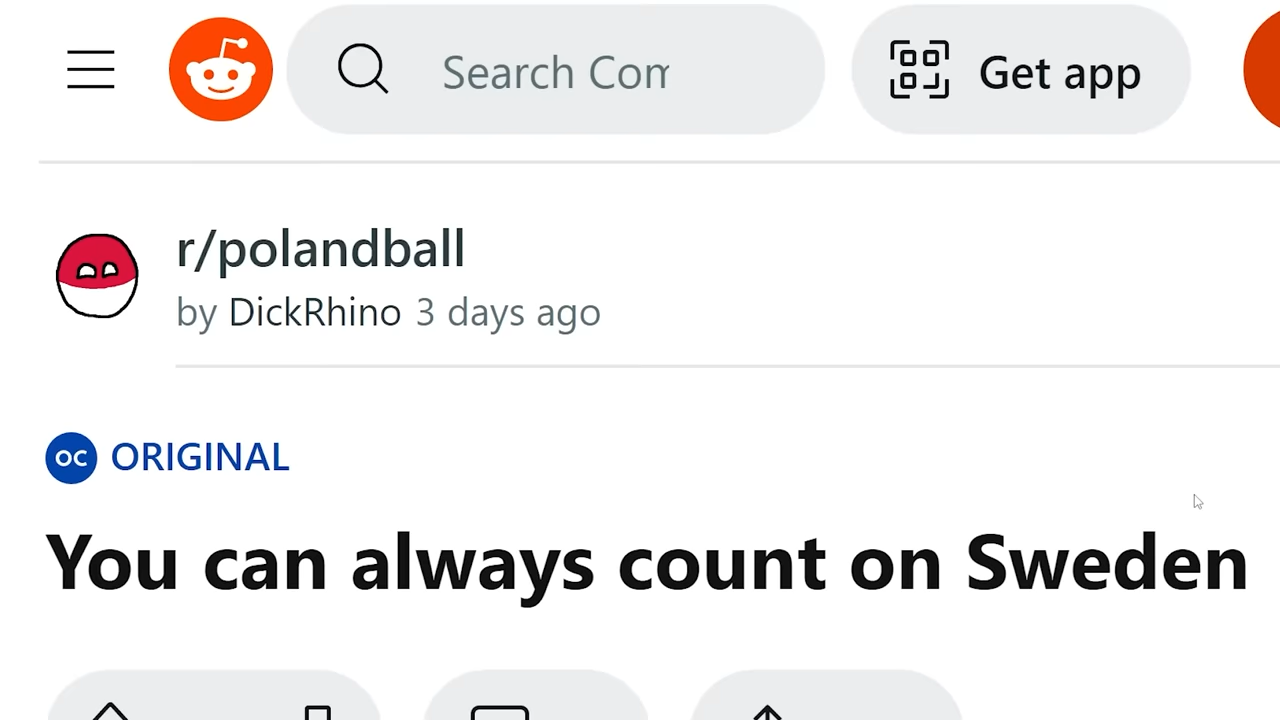 Search Com
Get app
r/polandball
by DickRhino 3 days ago
OC ORIGINAL
You can always count on Sweden